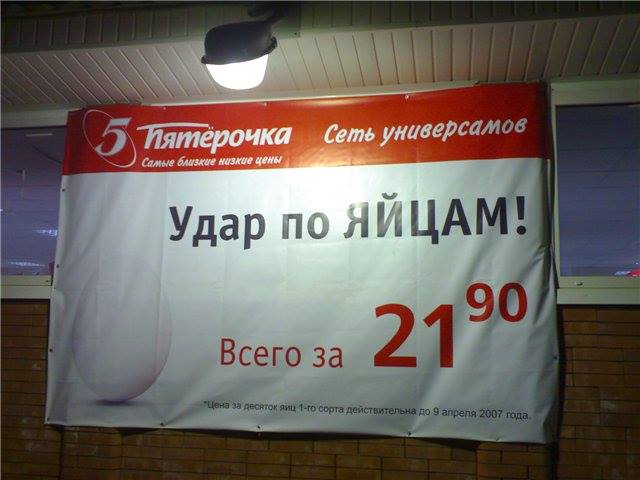 5 Пятёрочка Сеть универсамов
Самые близкие низкие цены
Удар по ЯЙЦАМ!
Всего за 21 90
*Цена за десяток яиц 1-го сорта действительна до 9 апреля 2007 года.